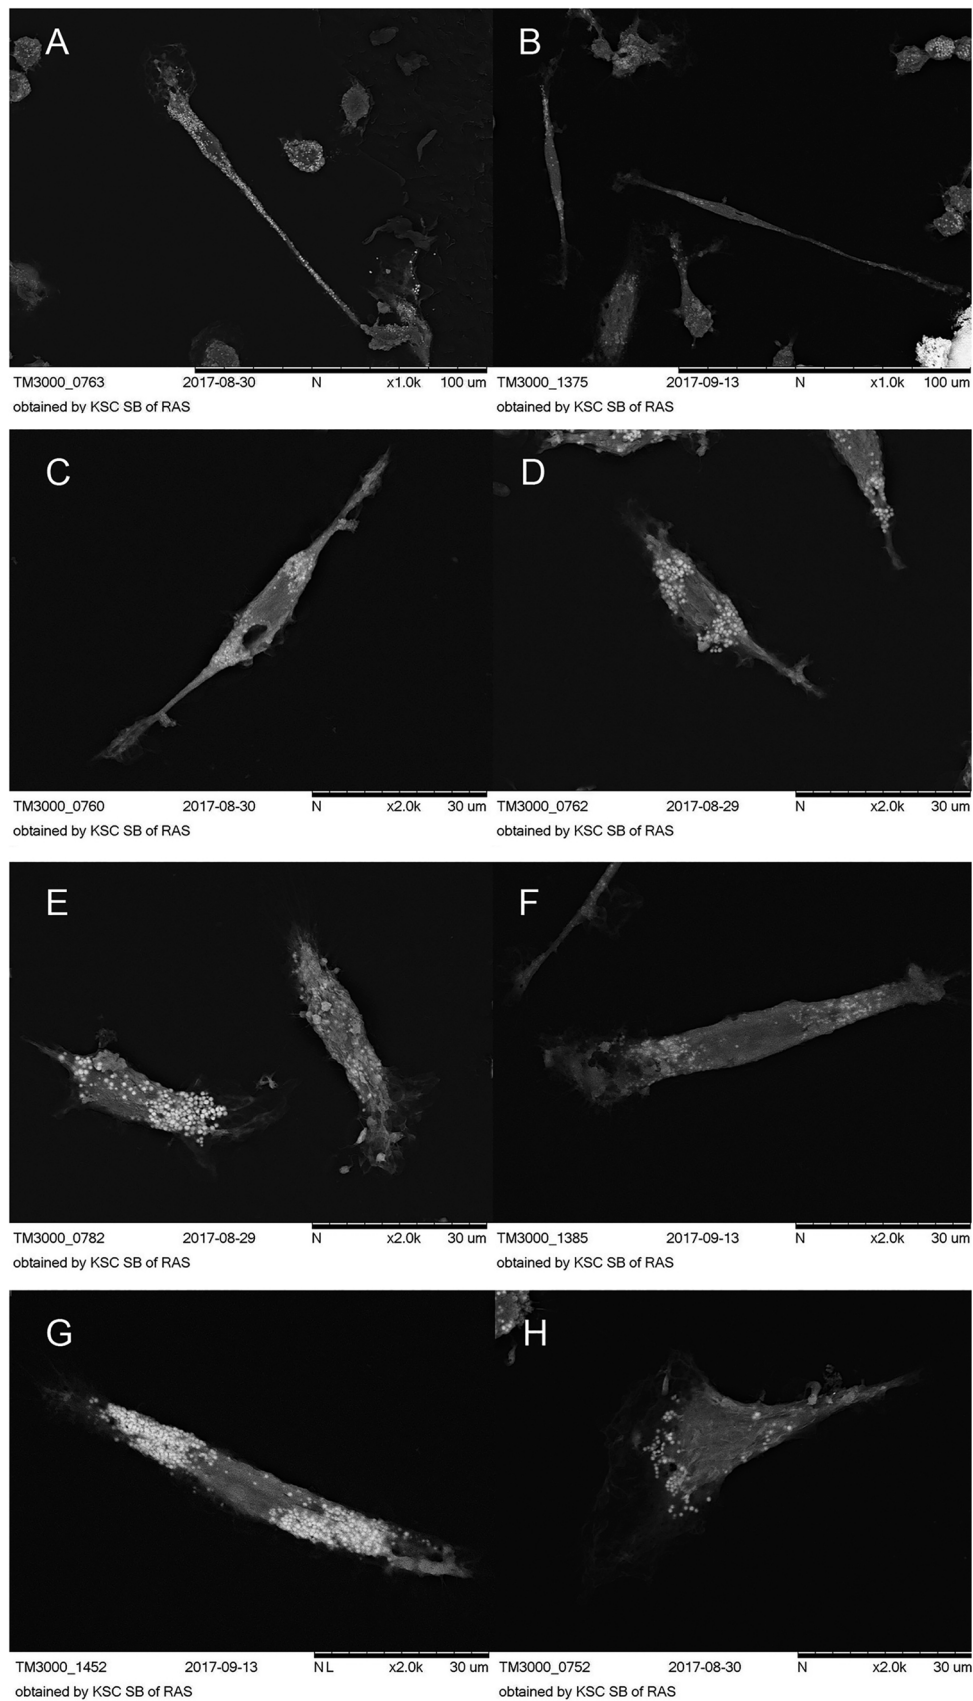 A
B
TM3000_0763 2017-08-30 N x1.0k 100 um
obtained by KSC SB of RAS
TM3000_1375 2017-09-13 N x1.0k 100 um
obtained by KSC SB of RAS
C
D
TM3000_0760 2017-08-30 N x2.0k 30 um
obtained by KSC SB of RAS
TM3000_0762 2017-08-29 N x2.0k 30 um
obtained by KSC SB of RAS
E
F
TM3000_0782 2017-08-29 N x2.0k 30 um
obtained by KSC SB of RAS
TM3000_1385 2017-09-13 N x2.0k 30 um
obtained by KSC SB of RAS
G
H
TM3000_1452 2017-09-13 NL x2.0k 30 um
obtained by KSC SB of RAS
TM3000_0752 2017-08-30 N x2.0k 30 um
obtained by KSC SB of RAS